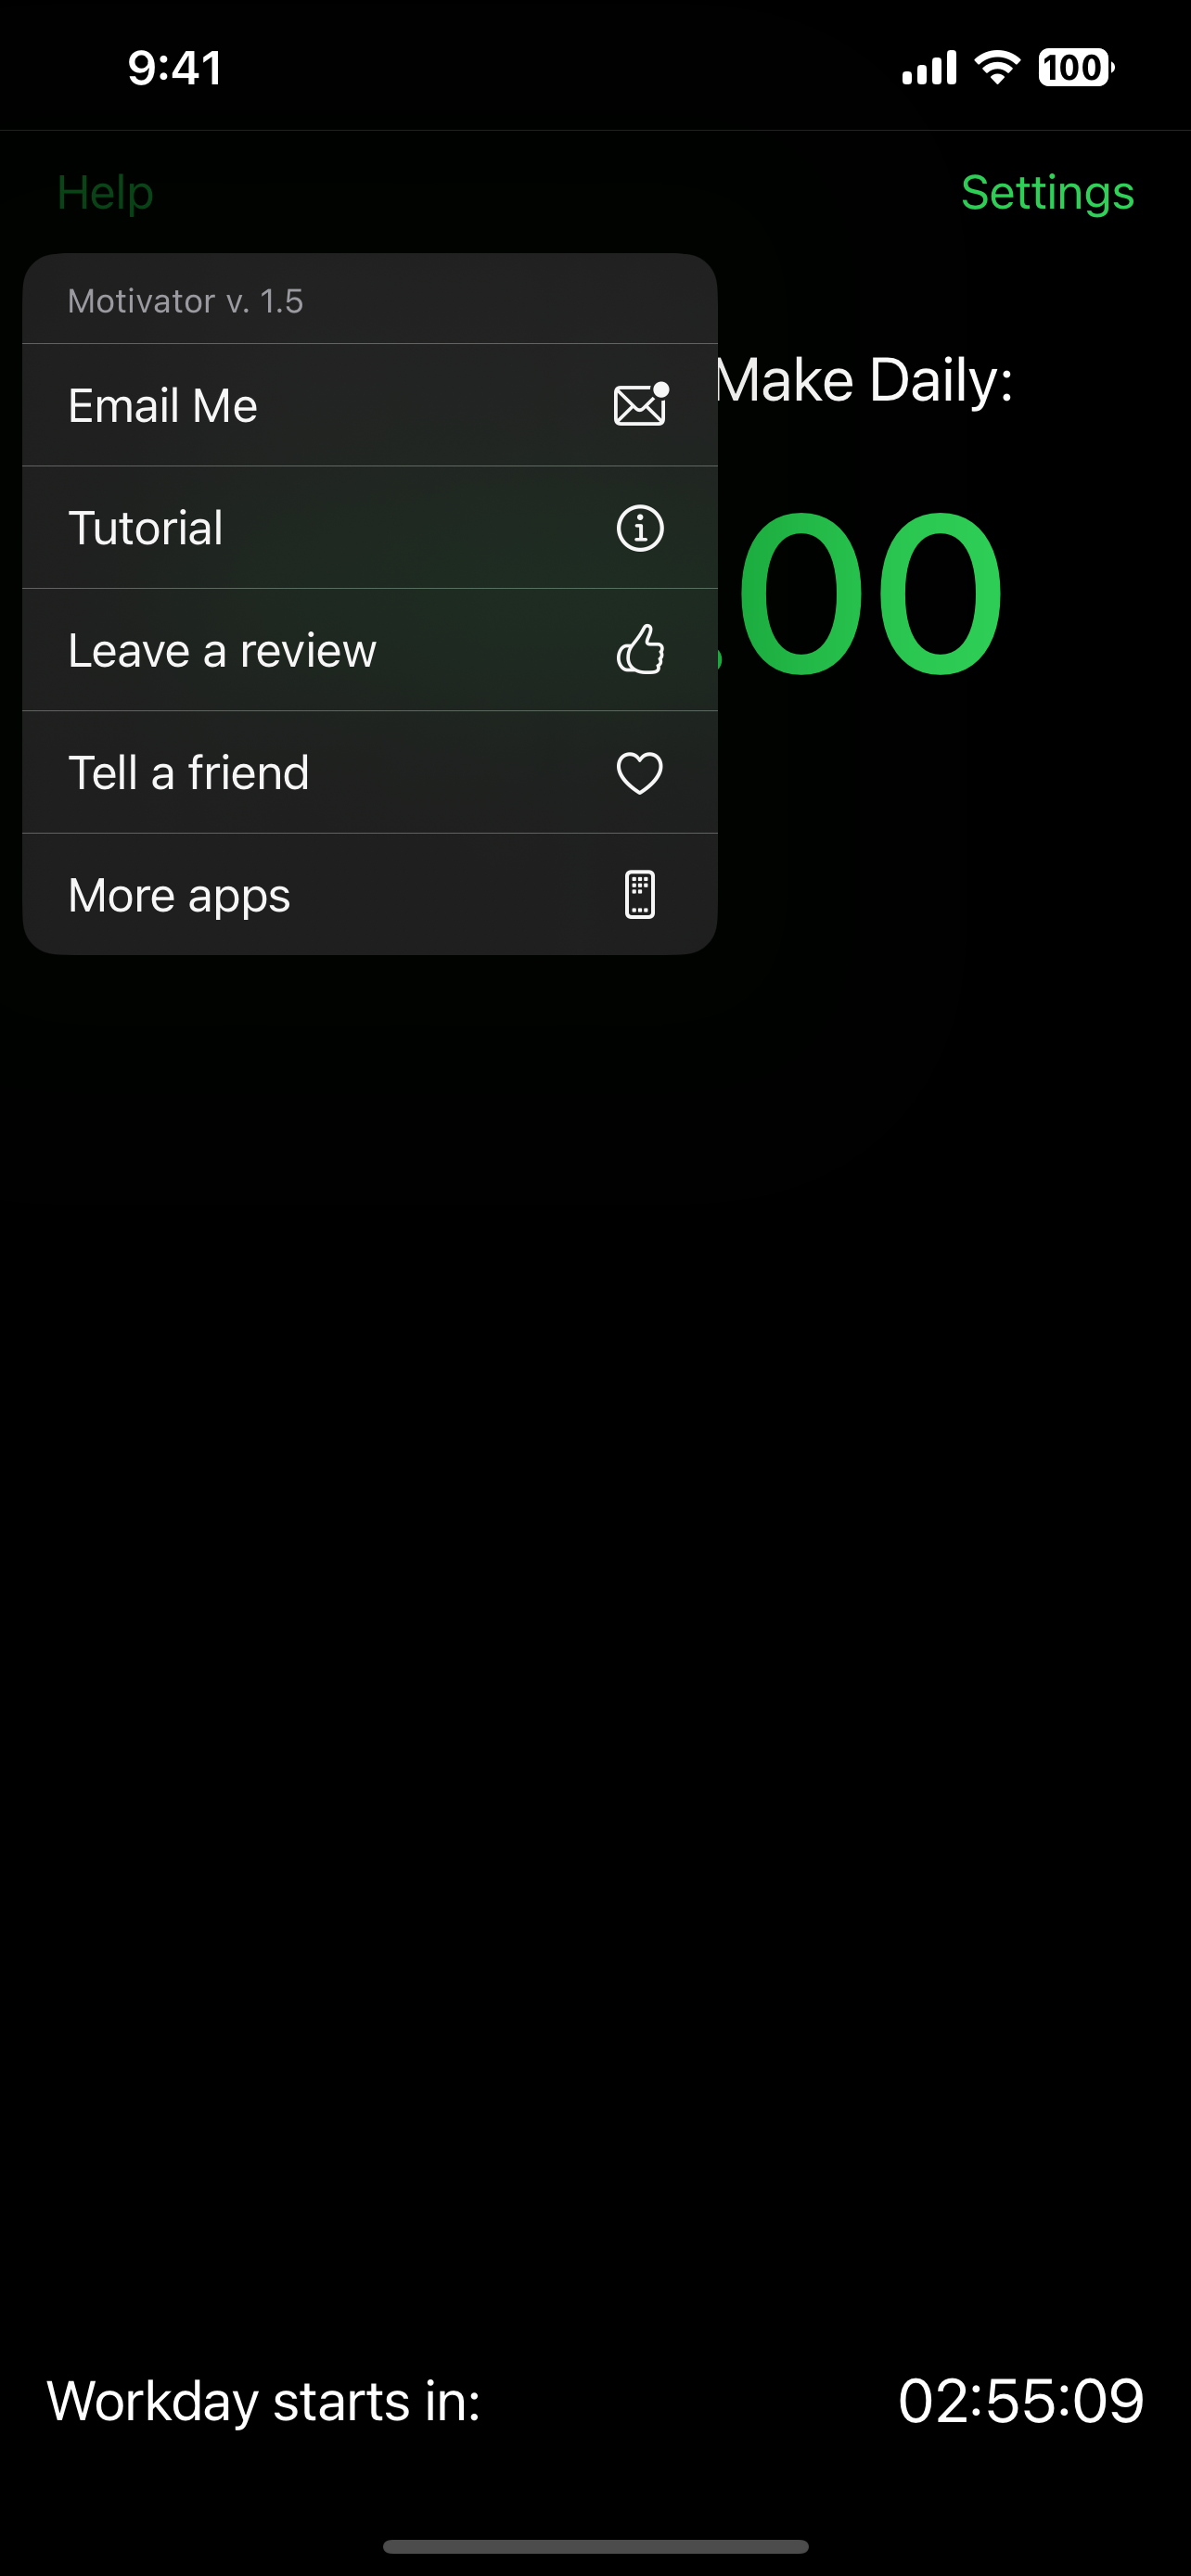 9:41
100
Help
Settings
Motivator v. 1.5
Make Daily:
Email Me
Tutorial
.00
Leave a review
Tell a friend
More apps
Workday starts in:
02:55:09